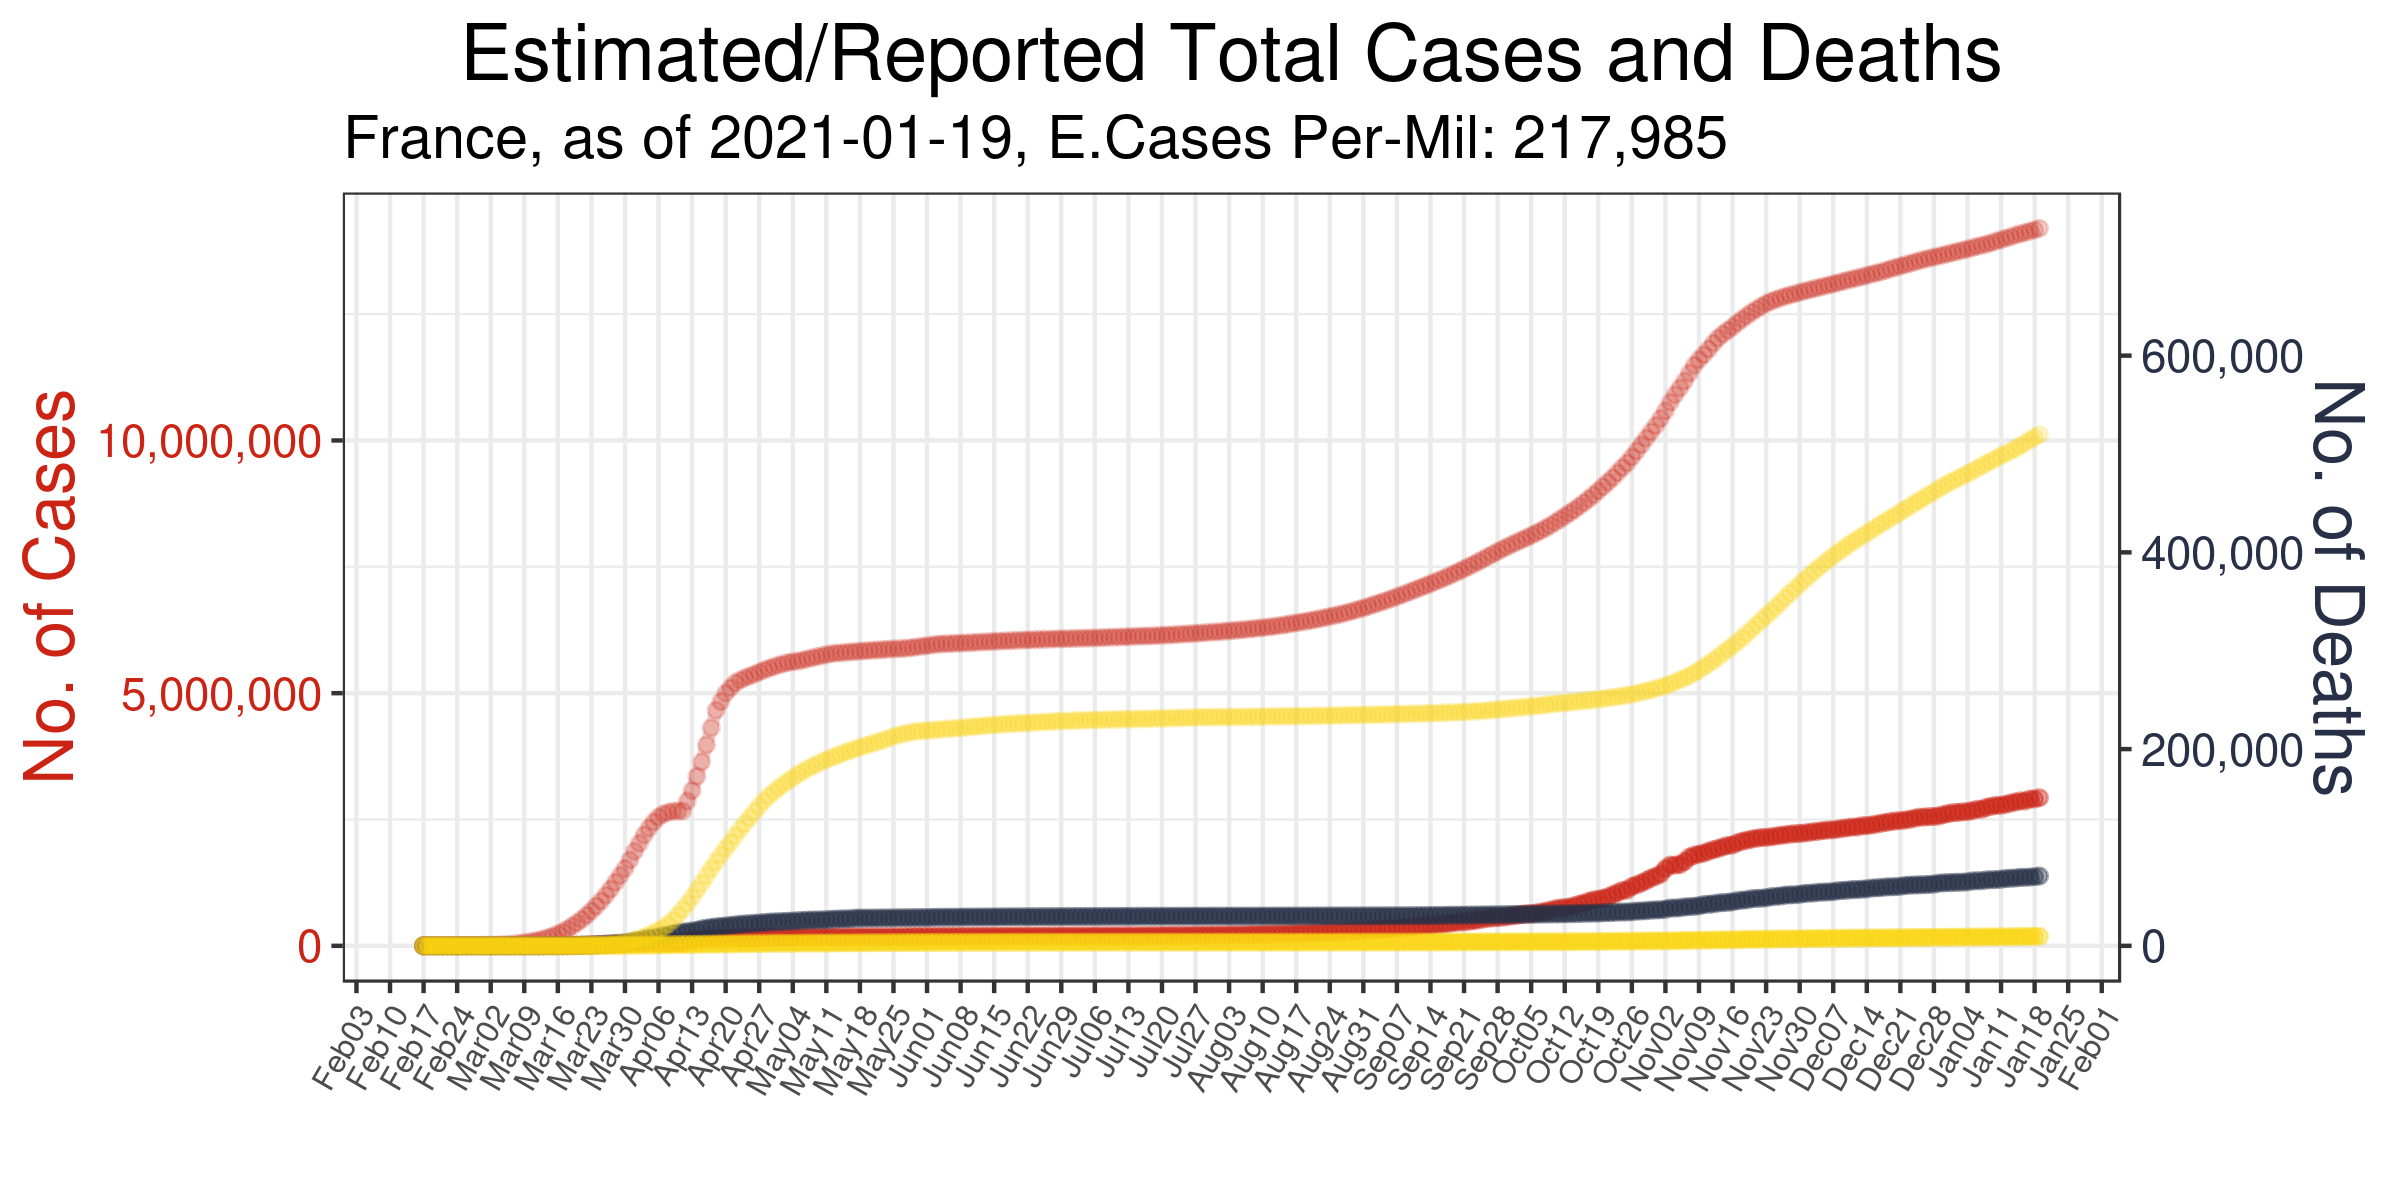 Estimated/Reported Total Cases and Deaths
France, as of 2021-01-19, E.Cases Per-Mil: 217,985
No. of Cases
10,000,000
5,000,000
0
600,000
400,000
200,000
0
No. of Deaths
Feb03
Feb10
Feb17
Feb24
Mar02
Mar09
Mar16
Mar23
Mar30
Apr06
Apr13
Apr20
Apr27
May04
May11
May18
May25
Jun01
Jun08
Jun15
Jun22
Jun29
Jul06
Jul13
Jul20
Jul27
Aug03
Aug10
Aug17
Aug24
Aug31
Sep07
Sep14
Sep21
Sep28
Oct05
Oct12
Oct19
Oct26
Nov02
Nov09
Nov16
Nov23
Nov30
Dec07
Dec14
Dec21
Dec28
Jan04
Jan11
Jan18
Jan25
Feb01